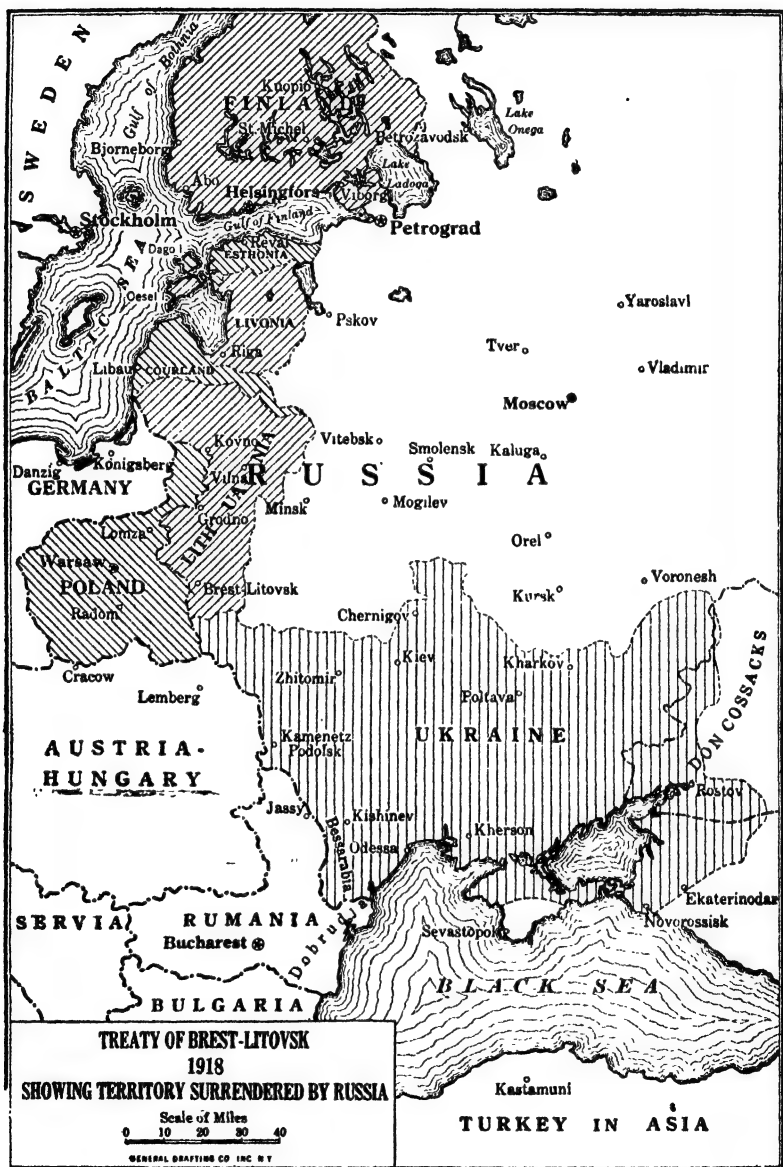 SWEDEN
Gulf of Bothnia
Kuopio
FINLAND
St. Michel
Bjorneborg
Petrozavodsk
Lake Onega
Lake Ladoga
Abo
Helsingfors
Viborg
Stockholm
Gulf of Finland
Petrograd
Reval
Dago I
ESTHONIA
Oesel
BALTIC SEA
LIVONIA
Pskov
Yaroslavl
Riga
Tver
Libau
COURLAND
Vladimir
Moscow
Kovno
Vitebsk
Smolensk
Kaluga
Danzig
Königsberg
Vilna
RUSSIA
GERMANY
LITHUANIA
Minsk
Mogilev
Grodno
Lomza
Orel
Warsaw
POLAND
Brest-Litovsk
Voronesh
Radom
Chernigov
Kursk
Cracow
Zhitomir
Kiev
Kharkov
Lemberg
Poltava
DON COSSACKS
AUSTRIA-
HUNGARY
Kamenetz
Podolsk
UKRAINE
Rostov
Jassy
Kishinev
Bessarabia
Odessa
Kherson
Ekaterinodar
SERVIA
RUMANIA
Novorossisk
Bucharest
Dobrudja
Sevastopol
BLACK SEA
BULGARIA
TREATY OF BREST-LITOVSK
1918
SHOWING TERRITORY SURRENDERED BY RUSSIA
Scale of Miles
0 10 20 30 40
GENERAL DRAFTING CO INC N Y
Kastamuni
TURKEY IN ASIA